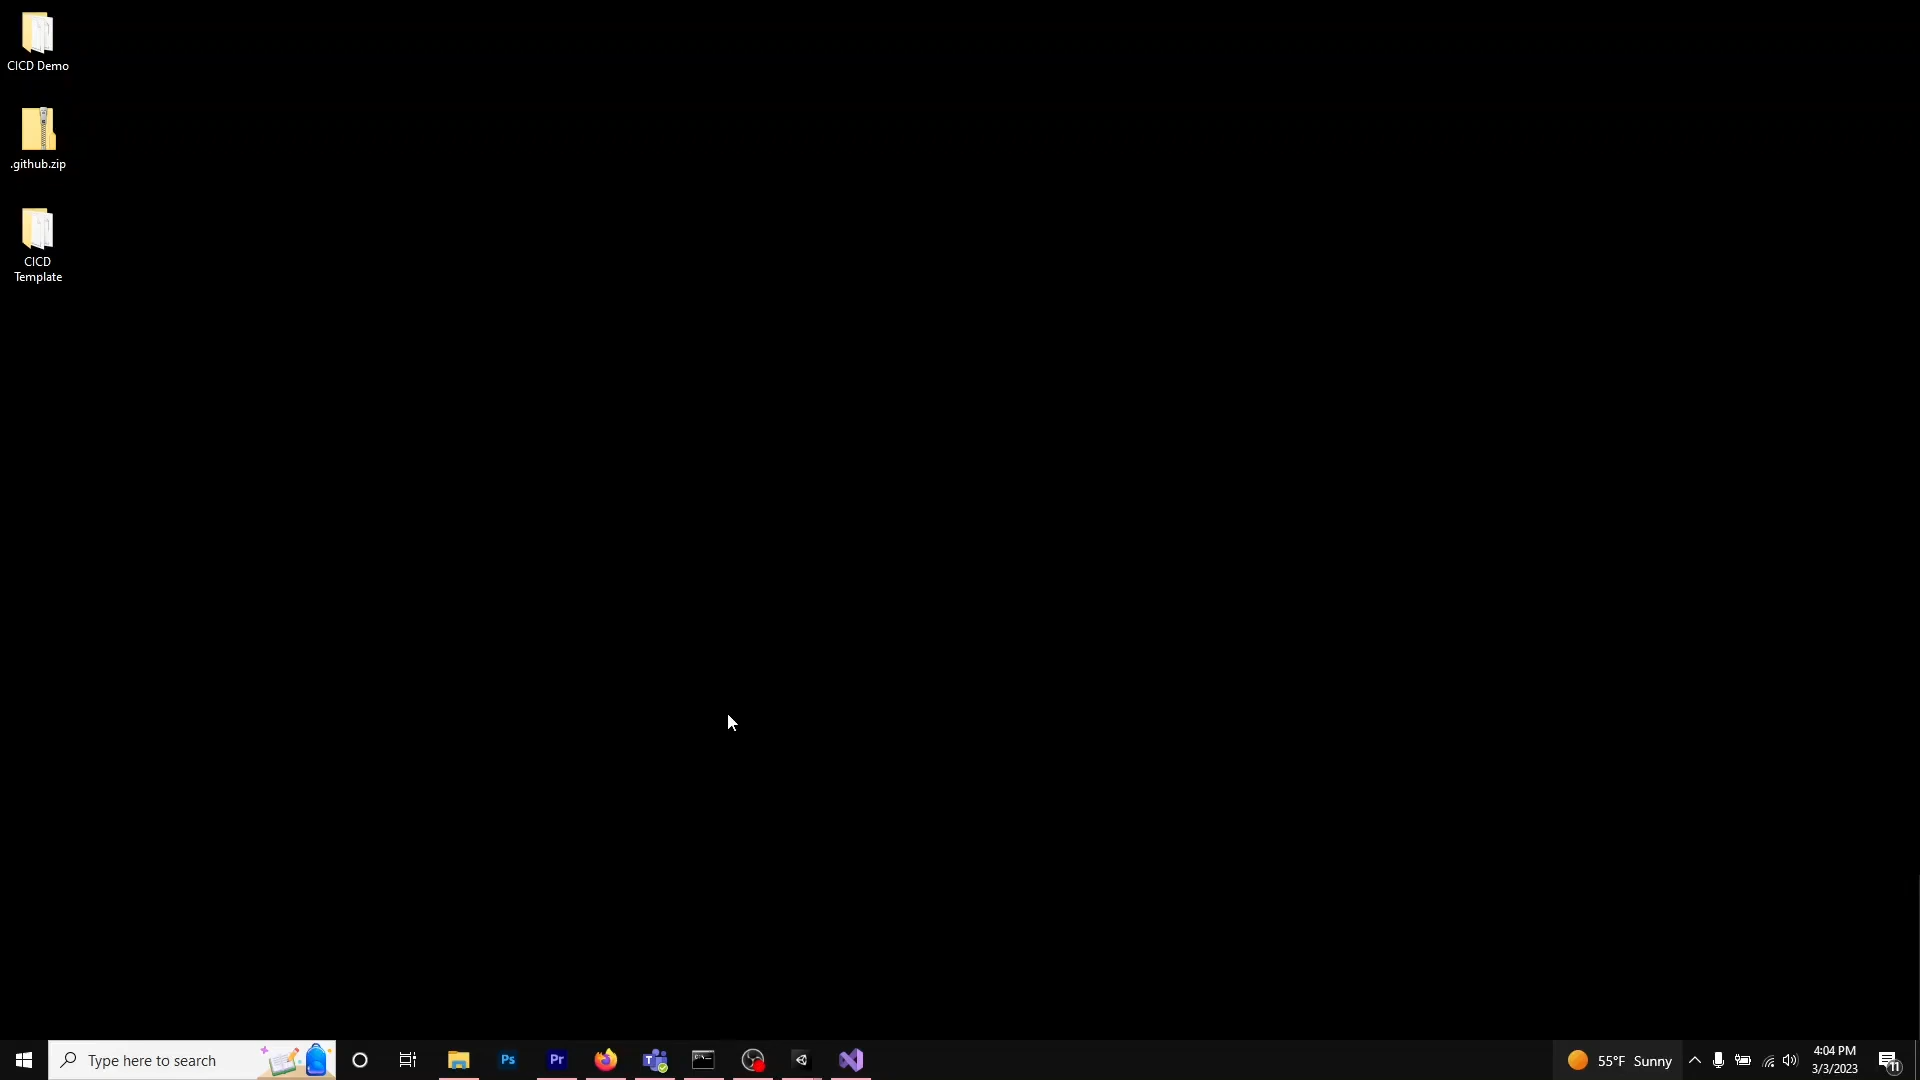 CICD Demo
.github.zip
CICD
Template
Type here to search
Ps
Pr
T
C:\
55°F Sunny
4:04 PM
3/3/2023
11